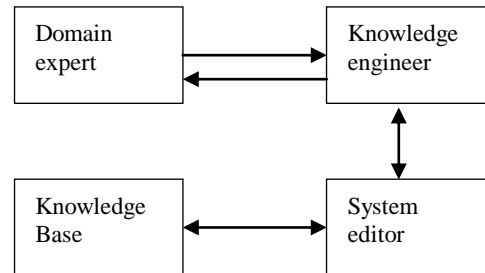 Domain
expert
Knowledge
engineer
Knowledge
Base
System
editor